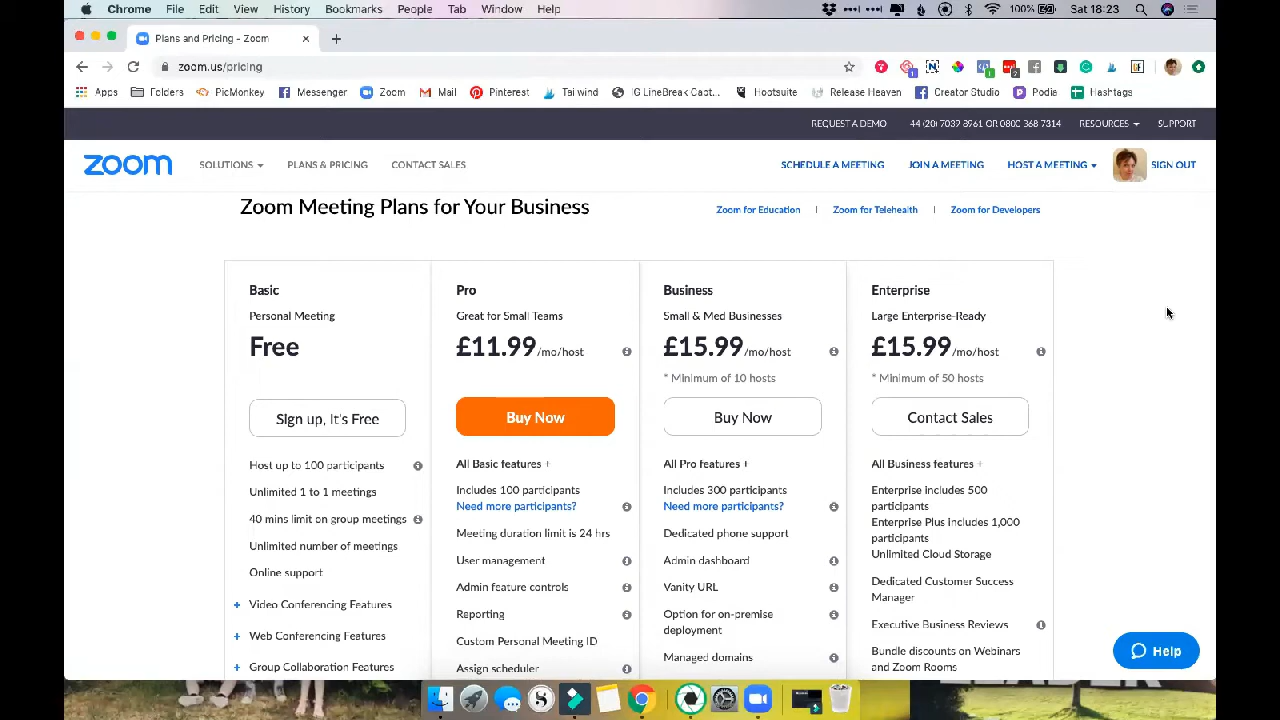 Chrome File Edit View History Bookmarks People Tab Window Help 100% Sat 18:23
Plans and Pricing - Zoom
zoom.us/pricing
Apps Folders PicMonkey Messenger Zoom Mail Pinterest Tailwind IG LineBreak Capt... Hootsuite Release Heaven Creator Studio Podia Hashtags
REQUEST A DEMO 44 (20) 7039 8961 OR 0800 368 7314 RESOURCES SUPPORT
zoom SOLUTIONS PLANS & PRICING CONTACT SALES SCHEDULE A MEETING JOIN A MEETING HOST A MEETING SIGN OUT
Zoom Meeting Plans for Your Business
Zoom for Education | Zoom for Telehealth | Zoom for Developers
Basic
Personal Meeting
Free
Sign up, It's Free
Host up to 100 participants
Unlimited 1 to 1 meetings
40 mins limit on group meetings
Unlimited number of meetings
Online support
+ Video Conferencing Features
+ Web Conferencing Features
+ Group Collaboration Features
Pro
Great for Small Teams
£11.99/mo/host
Buy Now
All Basic features +
Includes 100 participants
Need more participants?
Meeting duration limit is 24 hrs
User management
Admin feature controls
Reporting
Custom Personal Meeting ID
Assign scheduler
Business
Small & Med Businesses
£15.99/mo/host
* Minimum of 10 hosts
Buy Now
All Pro features +
Includes 300 participants
Need more participants?
Dedicated phone support
Admin dashboard
Vanity URL
Option for on-premise
deployment
Managed domains
Enterprise
Large Enterprise-Ready
£15.99/mo/host
* Minimum of 50 hosts
Contact Sales
All Business features +
Enterprise includes 500
participants
Enterprise Plus includes 1,000
participants
Unlimited Cloud Storage
Dedicated Customer Success
Manager
Executive Business Reviews
Bundle discounts on Webinars
and Zoom Rooms
Help